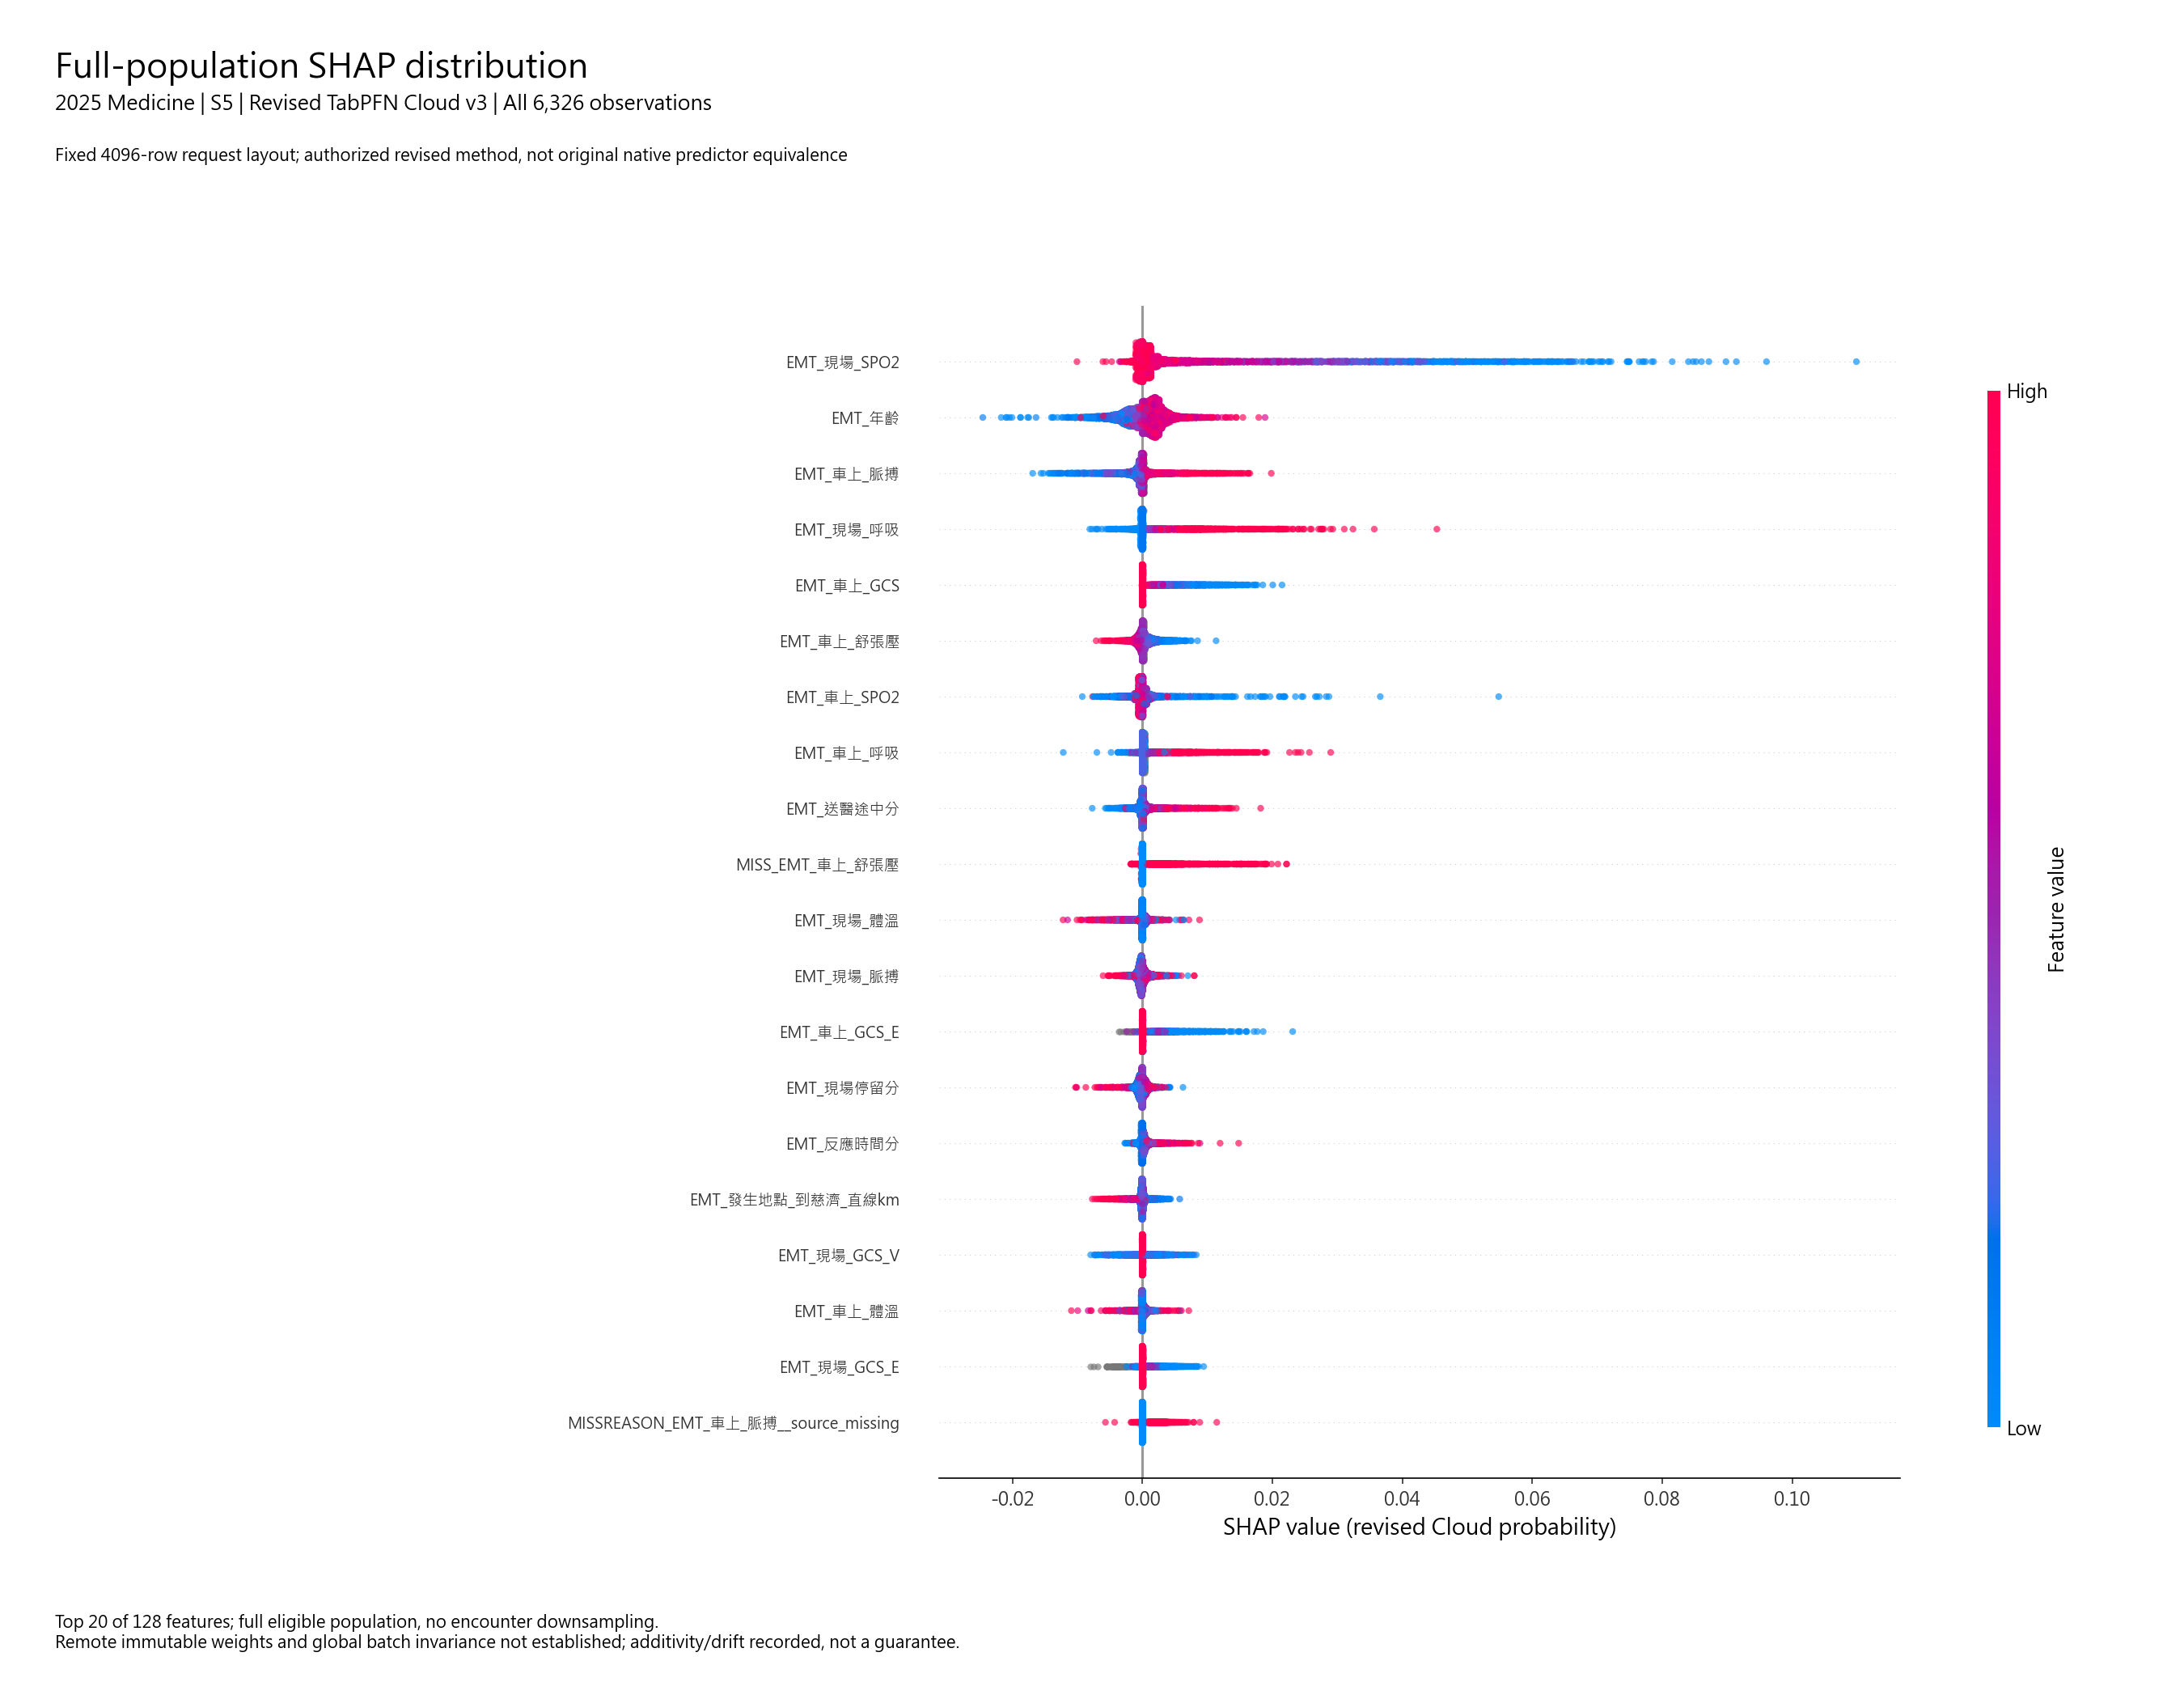 Full-population SHAP distribution
2025 Medicine | S5 | Revised TabPFN Cloud v3 | All 6,326 observations
Fixed 4096-row request layout; authorized revised method, not original native predictor equivalence
EMT_現場_SPO2
EMT_年齡
EMT_車上_脈搏
EMT_現場_呼吸
EMT_車上_GCS
EMT_車上_舒張壓
EMT_車上_SPO2
EMT_車上_呼吸
EMT_送醫途中分
MISS_EMT_車上_舒張壓
EMT_現場_體溫
EMT_現場_脈搏
EMT_車上_GCS_E
EMT_現場停留分
EMT_反應時間分
EMT_發生地點_到慈濟_直線km
EMT_現場_GCS_V
EMT_車上_體溫
EMT_現場_GCS_E
MISSREASON_EMT_車上_脈搏__source_missing
-0.02 0.00 0.02 0.04 0.06 0.08 0.10
SHAP value (revised Cloud probability)
High
Feature value
Low
Top 20 of 128 features; full eligible population, no encounter downsampling.
Remote immutable weights and global batch invariance not established; additivity/drift recorded, not a guarantee.